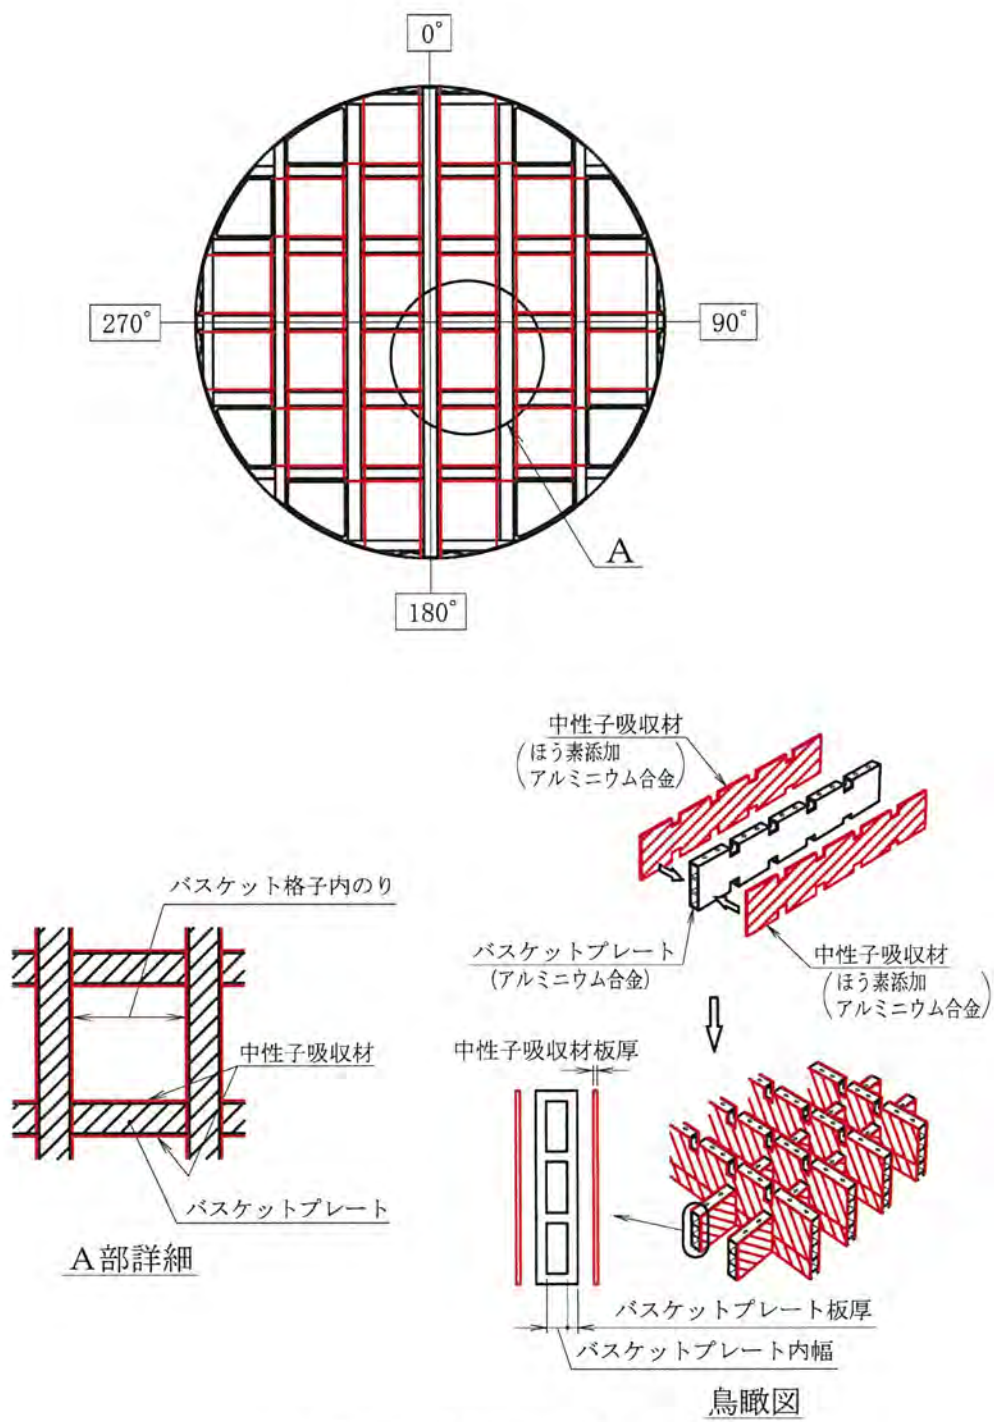 0°
270°
90°
A
180°
中性子吸収材
(ほう素添加
アルミニウム合金)
バスケット格子内のり
バスケットプレート
(アルミニウム合金)
中性子吸収材
(ほう素添加
アルミニウム合金)
中性子吸収材
中性子吸収材板厚
バスケットプレート
A部詳細
バスケットプレート板厚
バスケットプレート内幅
鳥瞰図